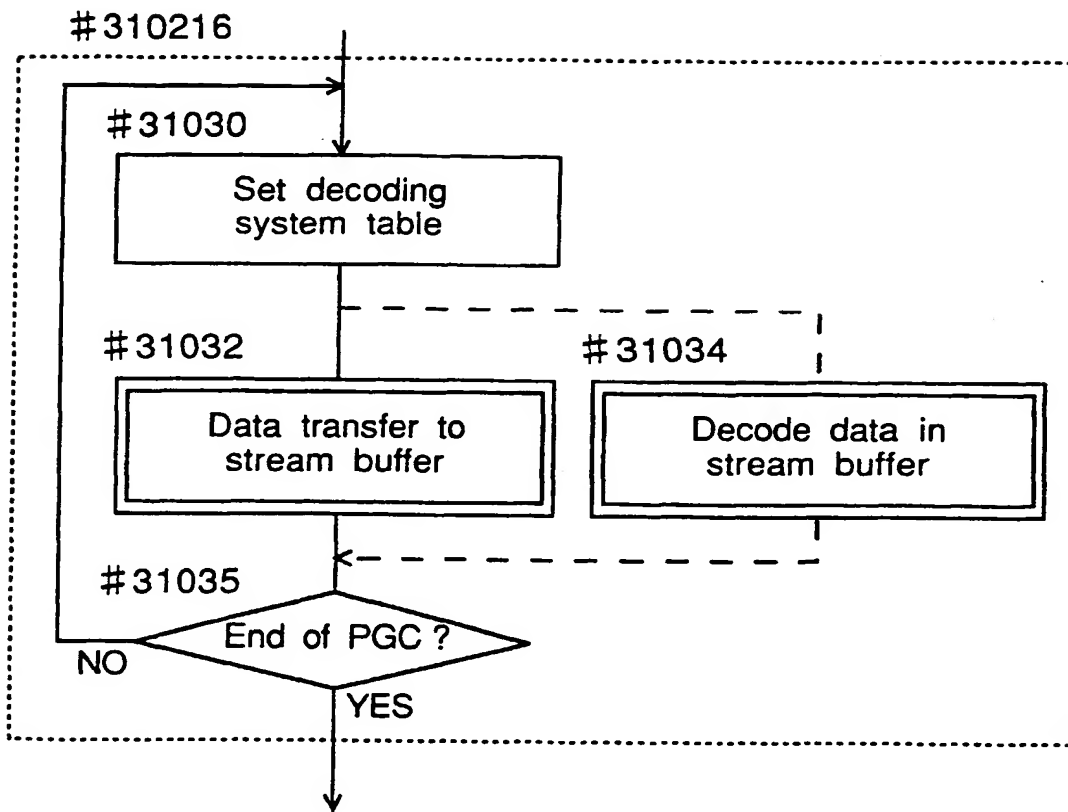 #310216
#31030
Set decoding
system table
#31032
#31034
Data transfer to
stream buffer
Decode data in
stream buffer
#31035
End of PGC ?
NO
YES